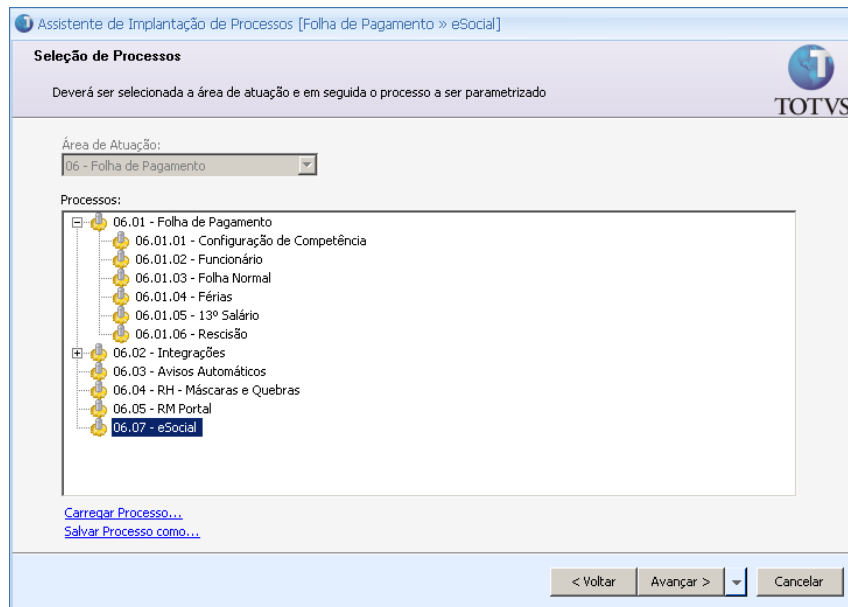 Assistente de Implantação de Processos [Folha de Pagamento » eSocial]
Seleção de Processos
Deverá ser selecionada a área de atuação e em seguida o processo a ser parametrizado
TOTVS
Área de Atuação:
06 - Folha de Pagamento
Processos:
06.01 - Folha de Pagamento
06.01.01 - Configuração de Competência
06.01.02 - Funcionário
06.01.03 - Folha Normal
06.01.04 - Férias
06.01.05 - 13º Salário
06.01.06 - Rescisão
06.02 - Integrações
06.03 - Avisos Automáticos
06.04 - RH - Máscaras e Quebras
06.05 - RM Portal
06.07 - eSocial
Carregar Processo...
Salvar Processo como...
< Voltar Avançar > Cancelar